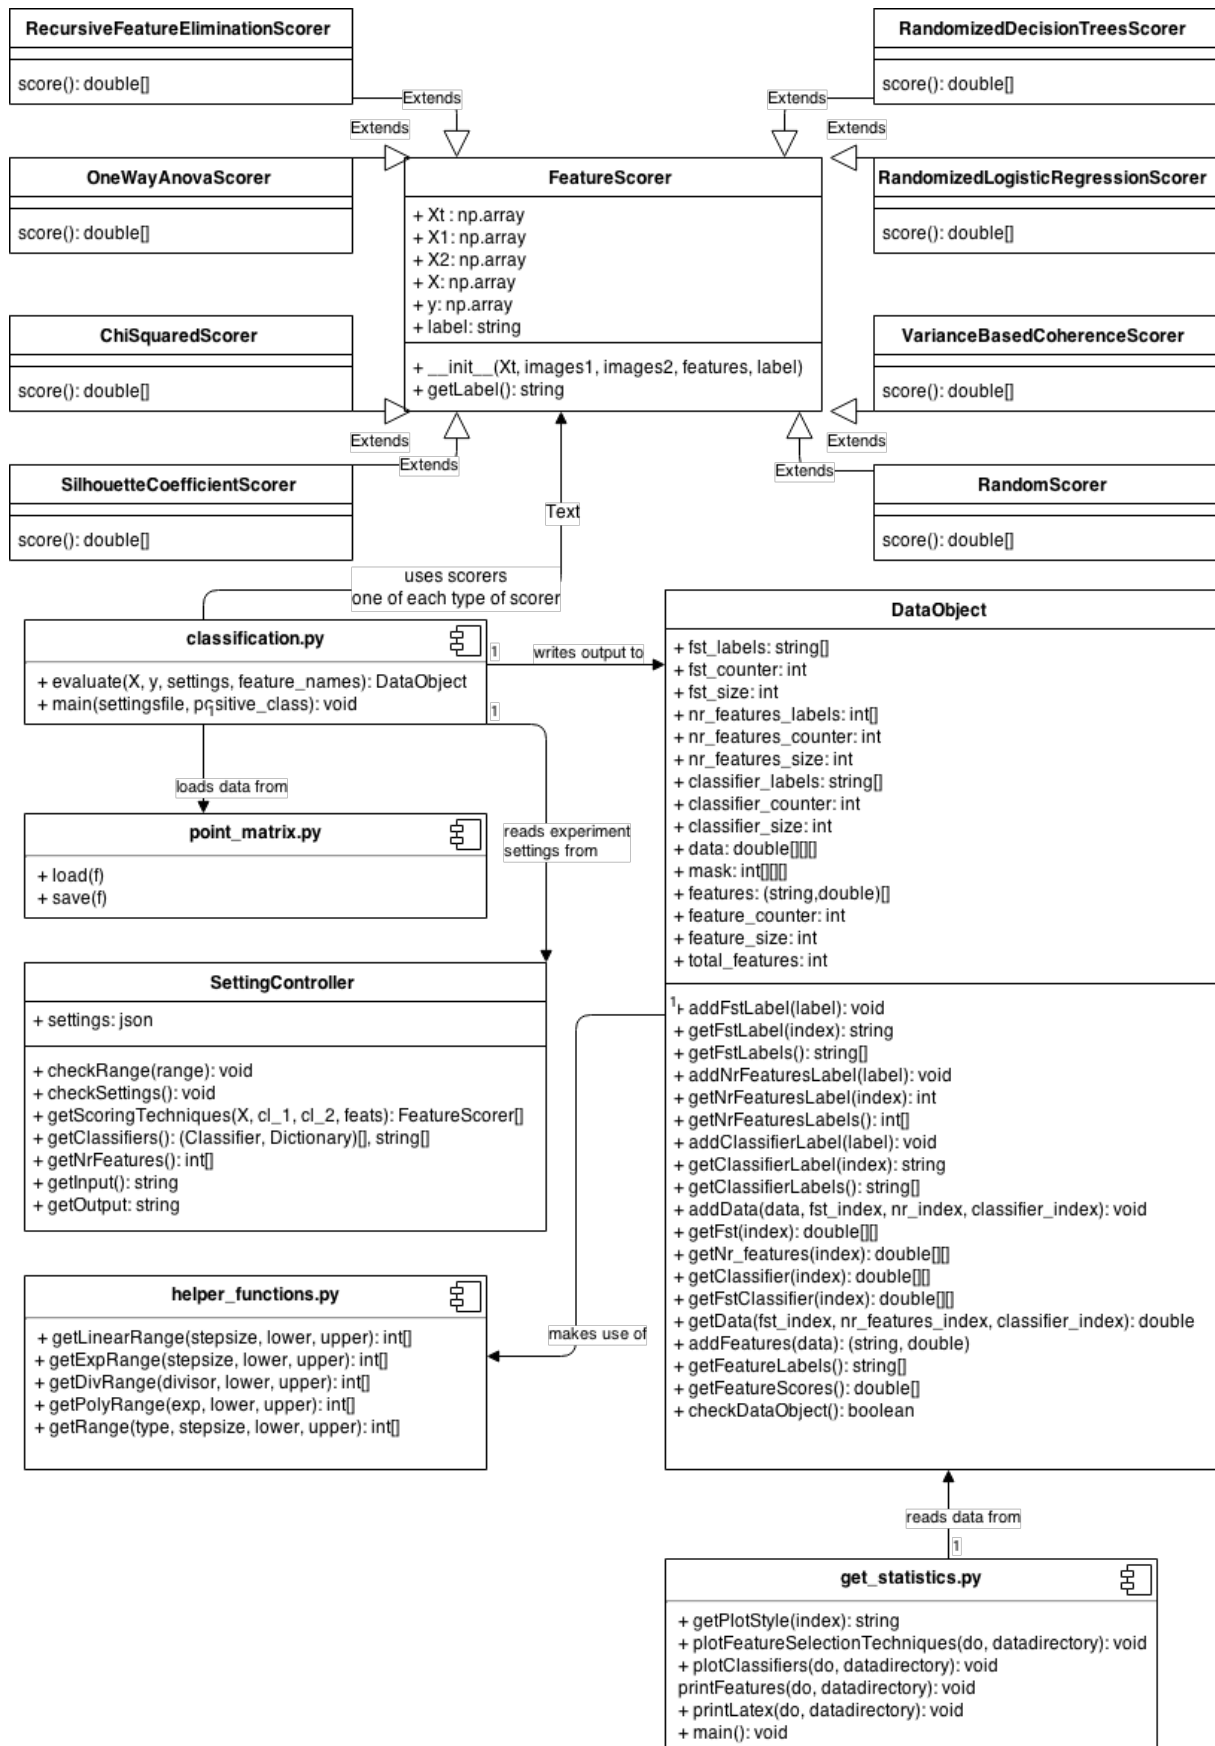 RecursiveFeatureEliminationScorer
score(): double[]
RandomizedDecisionTreesScorer
score(): double[]
Extends
Extends
Extends
Extends
OneWayAnovaScorer
score(): double[]
FeatureScorer
+ Xt : np.array
+ X1: np.array
+ X2: np.array
+ X: np.array
+ y: np.array
+ label: string
+ __init__(Xt, images1, images2, features, label)
+ getLabel(): string
RandomizedLogisticRegressionScorer
score(): double[]
ChiSquaredScorer
score(): double[]
VarianceBasedCoherenceScorer
score(): double[]
Extends
Extends
Extends
Extends
SilhouetteCoefficientScorer
score(): double[]
RandomScorer
score(): double[]
Text
uses scorers
one of each type of scorer
classification.py
+ evaluate(X, y, settings, feature_names): DataObject
+ main(settingsfile, positive_class): void
1
writes output to
1
1
loads data from
reads experiment
settings from
point_matrix.py
+ load(f)
+ save(f)
SettingController
+ settings: json
+ checkRange(range): void
+ checkSettings(): void
+ getScoringTechniques(X, cl_1, cl_2, feats): FeatureScorer[]
+ getClassifiers(): (Classifier, Dictionary)[], string[]
+ getNrFeatures(): int[]
+ getInput(): string
+ getOutput: string
helper_functions.py
+ getLinearRange(stepsize, lower, upper): int[]
+ getExpRange(stepsize, lower, upper): int[]
+ getDivRange(divisor, lower, upper): int[]
+ getPolyRange(exp, lower, upper): int[]
+ getRange(type, stepsize, lower, upper): int[]
makes use of
DataObject
+ fst_labels: string[]
+ fst_counter: int
+ fst_size: int
+ nr_features_labels: int[]
+ nr_features_counter: int
+ nr_features_size: int
+ classifier_labels: string[]
+ classifier_counter: int
+ classifier_size: int
+ data: double[][][]
+ mask: int[][][]
+ features: (string,double)[]
+ feature_counter: int
+ feature_size: int
+ total_features: int
1
+ addFstLabel(label): void
+ getFstLabel(index): string
+ getFstLabels(): string[]
+ addNrFeaturesLabel(label): void
+ getNrFeaturesLabel(index): int
+ getNrFeaturesLabels(): int[]
+ addClassifierLabel(label): void
+ getClassifierLabel(index): string
+ getClassifierLabels(): string[]
+ addData(data, fst_index, nr_index, classifier_index): void
+ getFst(index): double[][]
+ getNr_features(index): double[][]
+ getClassifier(index): double[][]
+ getFstClassifier(index): double[][]
+ getData(fst_index, nr_features_index, classifier_index): double
+ addFeatures(data): (string, double)
+ getFeatureLabels(): string[]
+ getFeatureScores(): double[]
+ checkDataObject(): boolean
reads data from
1
get_statistics.py
+ getPlotStyle(index): string
+ plotFeatureSelectionTechniques(do, datadirectory): void
+ plotClassifiers(do, datadirectory): void
printFeatures(do, datadirectory): void
+ printLatex(do, datadirectory): void
+ main(): void